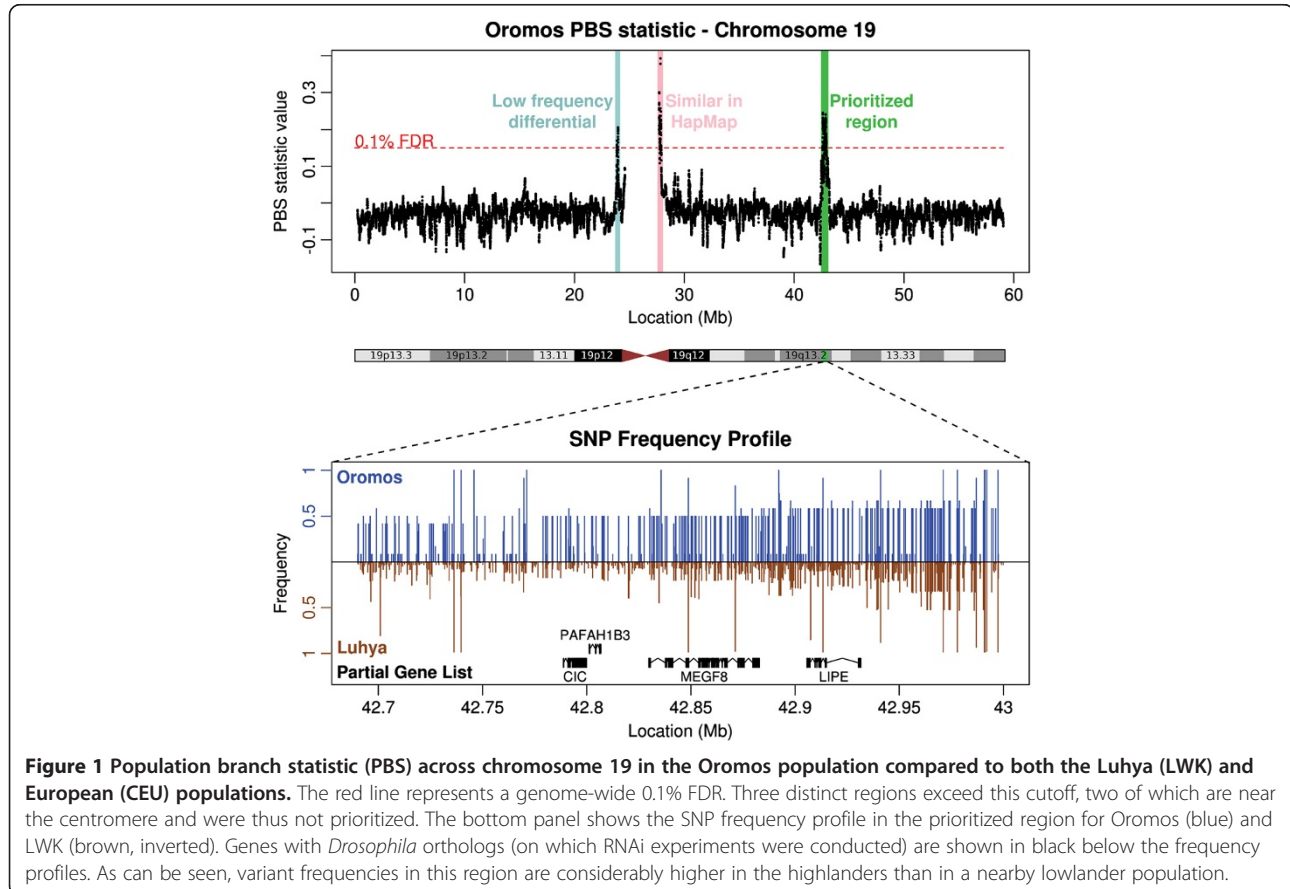 Oromos PBS statistic - Chromosome 19
PBS statistic value
0.3
0.1
-0.1
Low frequency
differential
Similar in
HapMap
Prioritized
region
0.1% FDR
0 10 20 30 40 50 60
Location (Mb)
19p13.3 19p13.2 13.11 19p12 19q12 19q13.2 13.33
SNP Frequency Profile
Frequency
1
0.5
0.5
1
Oromos
Luhya
PAFAH1B3
Partial Gene List
CIC MEGF8 LIPE
42.7 42.75 42.8 42.85 42.9 42.95 43
Location (Mb)
Figure 1 Population branch statistic (PBS) across chromosome 19 in the Oromos population compared to both the Luhya (LWK) and
European (CEU) populations. The red line represents a genome-wide 0.1% FDR. Three distinct regions exceed this cutoff, two of which are near
the centromere and were thus not prioritized. The bottom panel shows the SNP frequency profile in the prioritized region for Oromos (blue) and
LWK (brown, inverted). Genes with Drosophila orthologs (on which RNAi experiments were conducted) are shown in black below the frequency
profiles. As can be seen, variant frequencies in this region are considerably higher in the highlanders than in a nearby lowlander population.